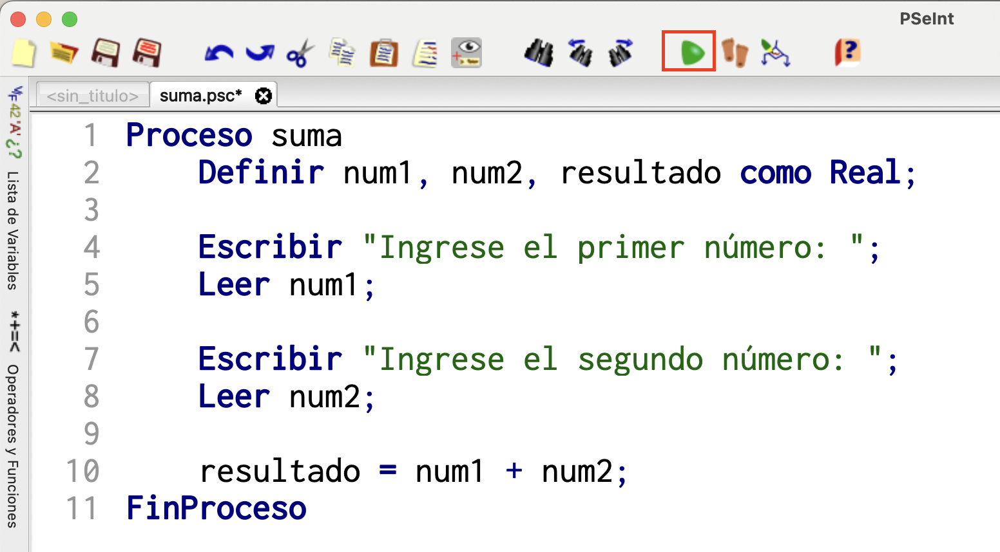 PSeInt
<sin_titulo> suma.psc*
42 'A' ¿? Lista de Variables
*+=< Operadores y Funciones
1 Proceso suma
2 Definir num1, num2, resultado como Real;
3
4 Escribir "Ingrese el primer número: ";
5 Leer num1;
6
7 Escribir "Ingrese el segundo número: ";
8 Leer num2;
9
10 resultado = num1 + num2;
11 FinProceso